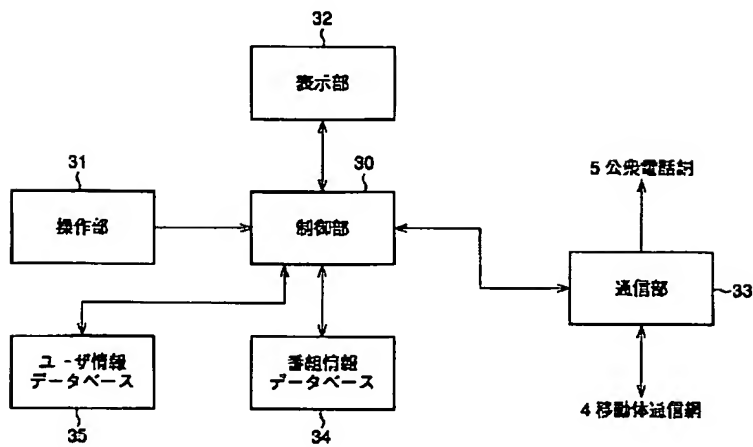 32
表示部
31
操作部
30
制御部
5 公衆電話網
通信部
33
ユーザ情報
データベース
35
番組情報
データベース
34
4 移動体通信網